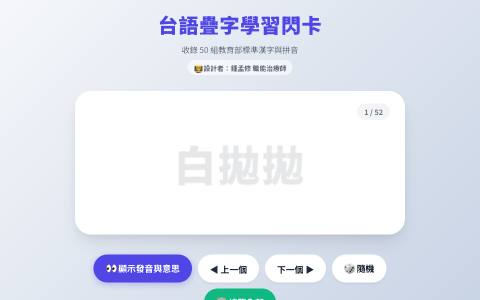 台語疊字學習閃卡
收錄 50 組教育部標準漢字與拼音
設計者：鍾孟修 職能治療師
1 / 52
白拋拋
👀 顯示發音與意思
◀ 上一個
下一個 ▶
🎲 隨機